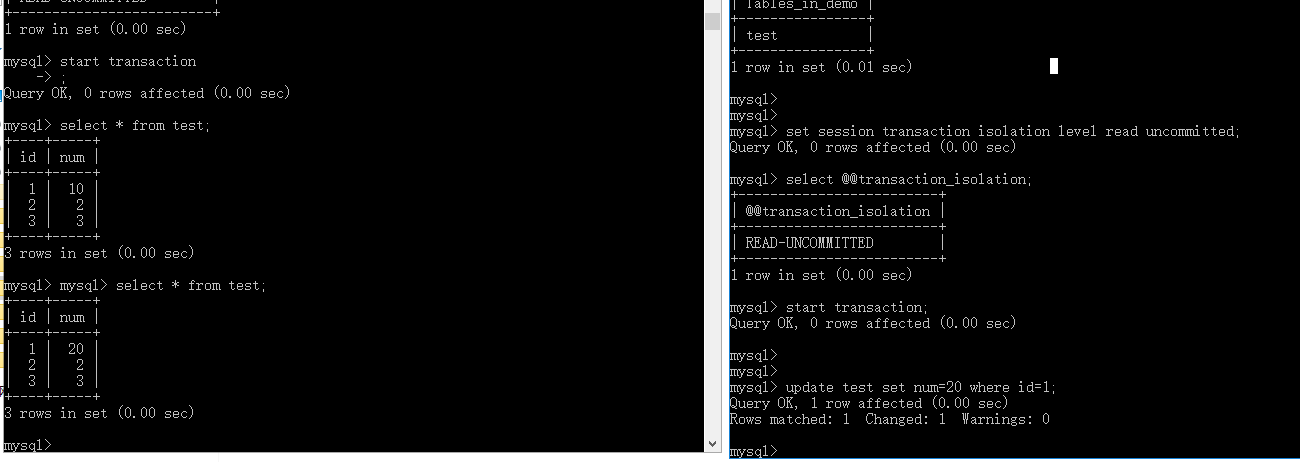 | READ-UNCOMMITTED        |
+-------------------------+
1 row in set (0.00 sec)
mysql> start transaction
    -> ;
Query OK, 0 rows affected (0.00 sec)
mysql> select * from test;
+----+-----+
| id | num |
+----+-----+
|  1 |  10 |
|  2 |   2 |
|  3 |   3 |
+----+-----+
3 rows in set (0.00 sec)
mysql> mysql> select * from test;
+----+-----+
| id | num |
+----+-----+
|  1 |  20 |
|  2 |   2 |
|  3 |   3 |
+----+-----+
3 rows in set (0.00 sec)
mysql>
| Tables_in_demo |
+----------------+
| test           |
+----------------+
1 row in set (0.01 sec)
mysql>
mysql>
mysql> set session transaction isolation level read uncommitted;
Query OK, 0 rows affected (0.00 sec)
mysql> select @@transaction_isolation;
+-------------------------+
| @@transaction_isolation |
+-------------------------+
| READ-UNCOMMITTED        |
+-------------------------+
1 row in set (0.00 sec)
mysql> start transaction;
Query OK, 0 rows affected (0.00 sec)
mysql>
mysql>
mysql> update test set num=20 where id=1;
Query OK, 1 row affected (0.00 sec)
Rows matched: 1  Changed: 1  Warnings: 0
mysql>